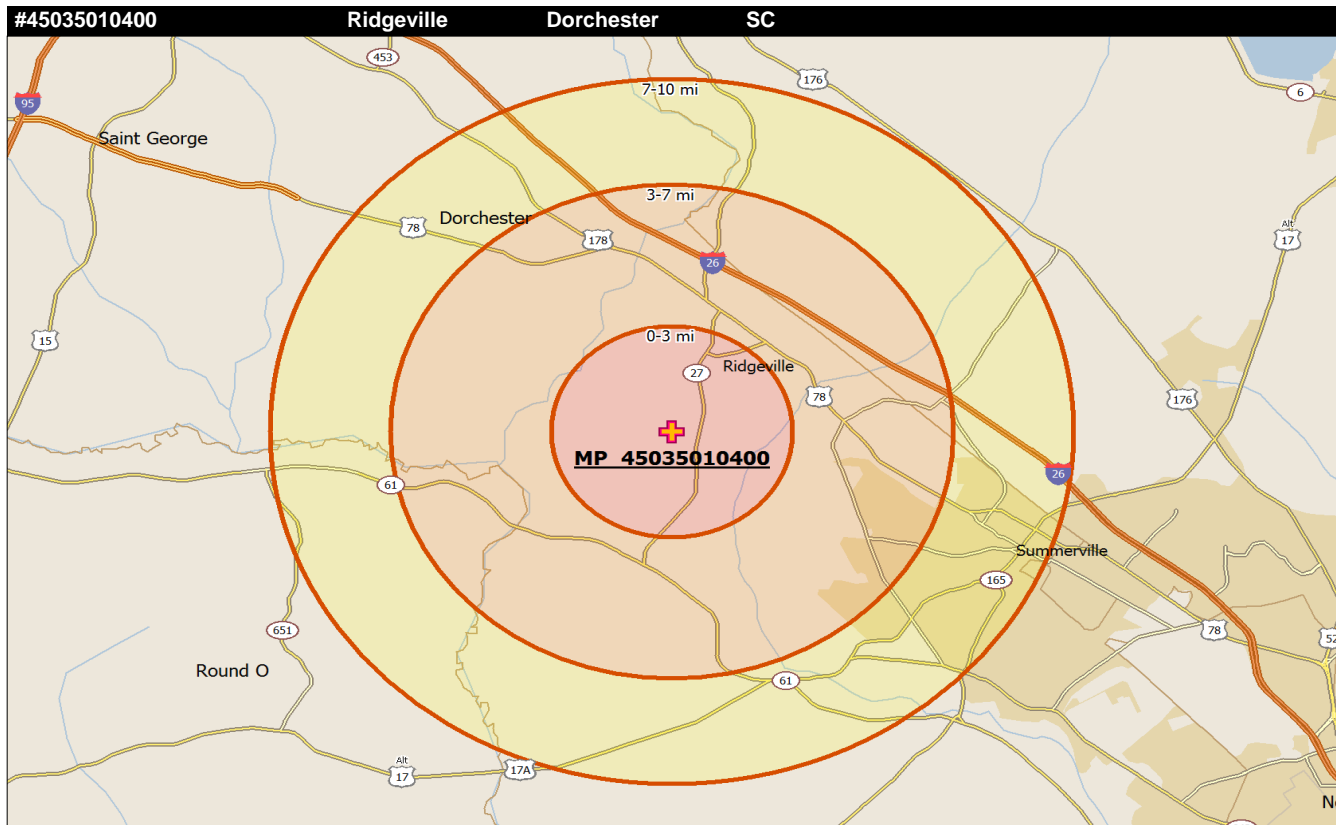 #45035010400 Ridgeville Dorchester SC
453
7-10 mi
176
6
95
Saint George
3-7 mi
Dorchester
78
178
Alt
17
26
0-3 mi
15
Ridgeville
27
78
176
MP 45035010400
61
26
Summerville
165
651
78
52
Round O
61
Alt
17
17A